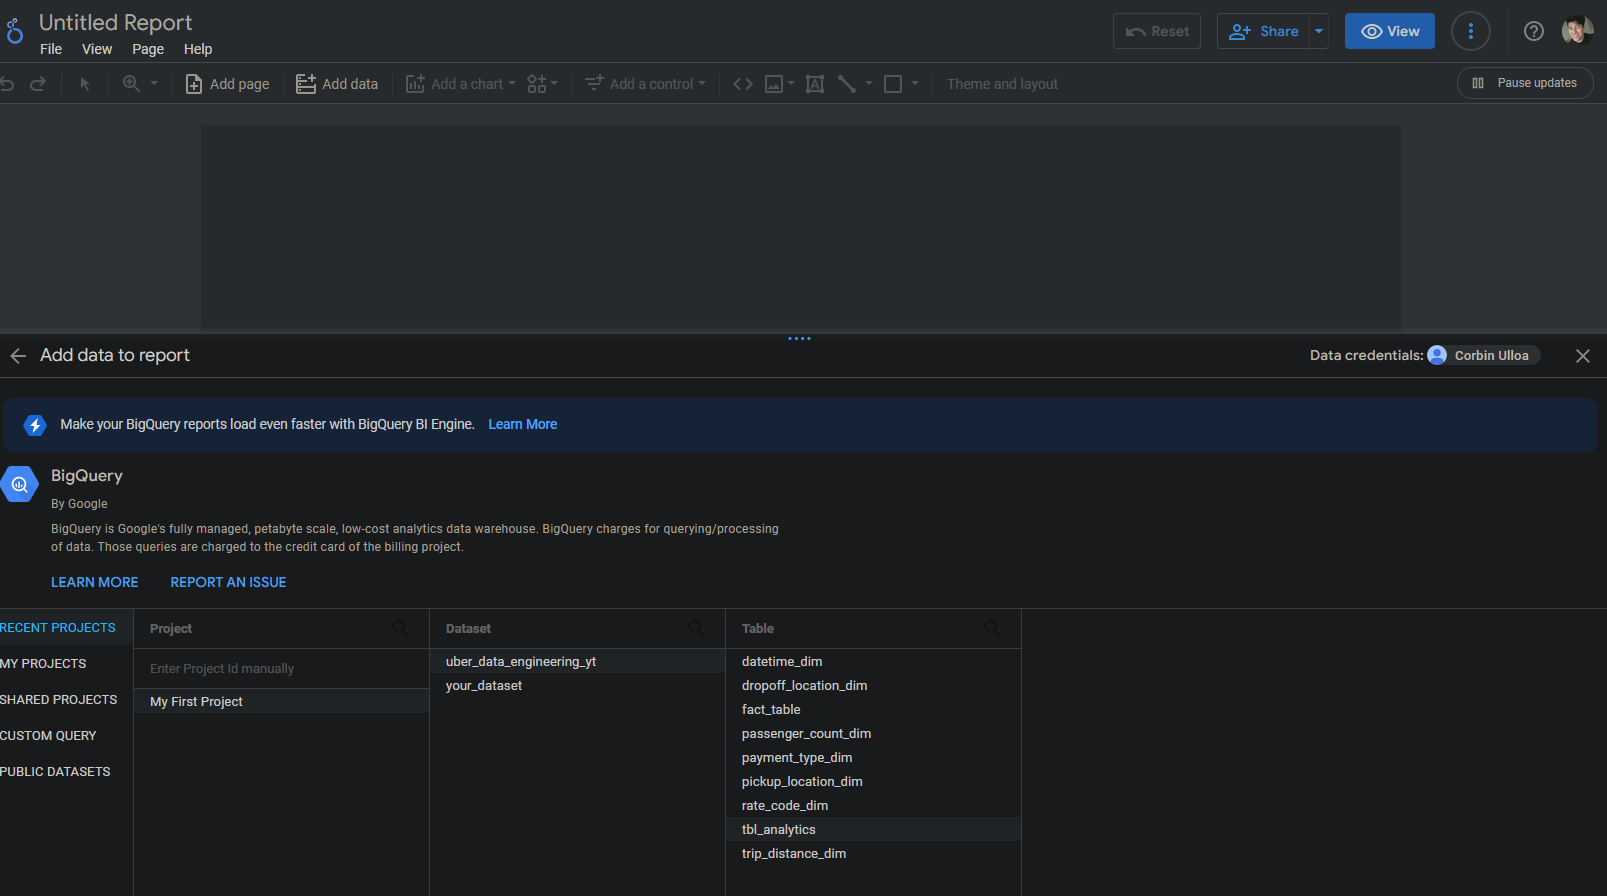 Untitled Report
File View Page Help
Reset
Share
View
Add page
Add data
Add a chart
Add a control
Theme and layout
Pause updates
Add data to report
Data credentials: Corbin Ulloa
Make your BigQuery reports load even faster with BigQuery BI Engine. Learn More
BigQuery
By Google
BigQuery is Google's fully managed, petabyte scale, low-cost analytics data warehouse. BigQuery charges for querying/processing
of data. Those queries are charged to the credit card of the billing project.
LEARN MORE REPORT AN ISSUE
RECENT PROJECTS
MY PROJECTS
SHARED PROJECTS
CUSTOM QUERY
PUBLIC DATASETS
Project
Enter Project Id manually
My First Project
Dataset
uber_data_engineering_yt
your_dataset
Table
datetime_dim
dropoff_location_dim
fact_table
passenger_count_dim
payment_type_dim
pickup_location_dim
rate_code_dim
tbl_analytics
trip_distance_dim